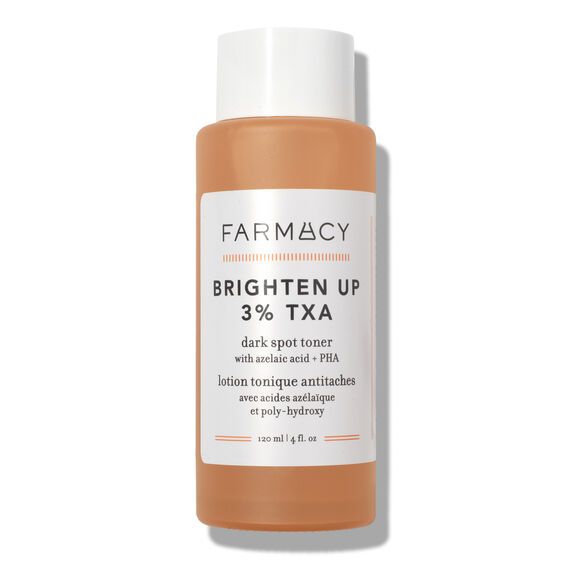 FARMACY
BRIGHTEN UP
3% TXA
dark spot toner
with azelaic acid + PHA
lotion tonique antitaches
avec acides azélaïque
et poly-hydroxy
120 ml | 4 fl. oz